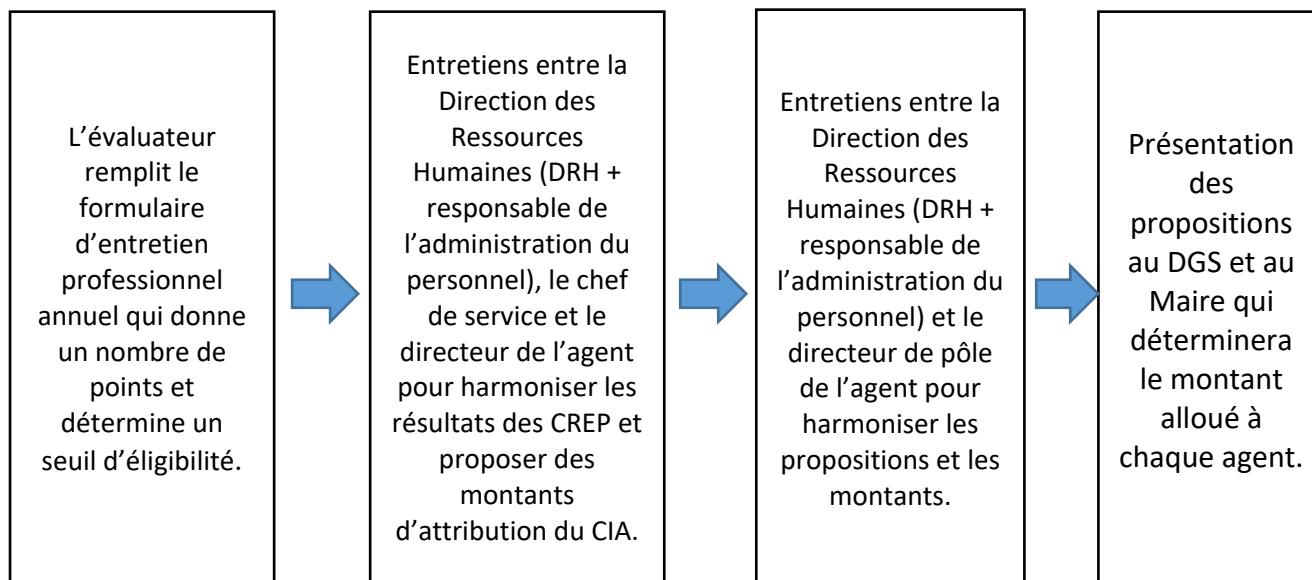 L’évaluateur
remplit le
formulaire
d’entretien
professionnel
annuel qui donne
un nombre de
points et
détermine un
seuil d’éligibilité.
Entretiens entre la
Direction des
Ressources
Humaines (DRH +
responsable de
l’administration du
personnel), le chef
de service et le
directeur de l’agent
pour harmoniser les
résultats des CREP et
proposer des
montants
d’attribution du CIA.
Entretiens entre la
Direction des
Ressources
Humaines (DRH +
responsable de
l’administration du
personnel) et le
directeur de pôle
de l’agent pour
harmoniser les
propositions et les
montants.
Présentation
des
propositions
au DGS et au
Maire qui
déterminera
le montant
alloué à
chaque agent.